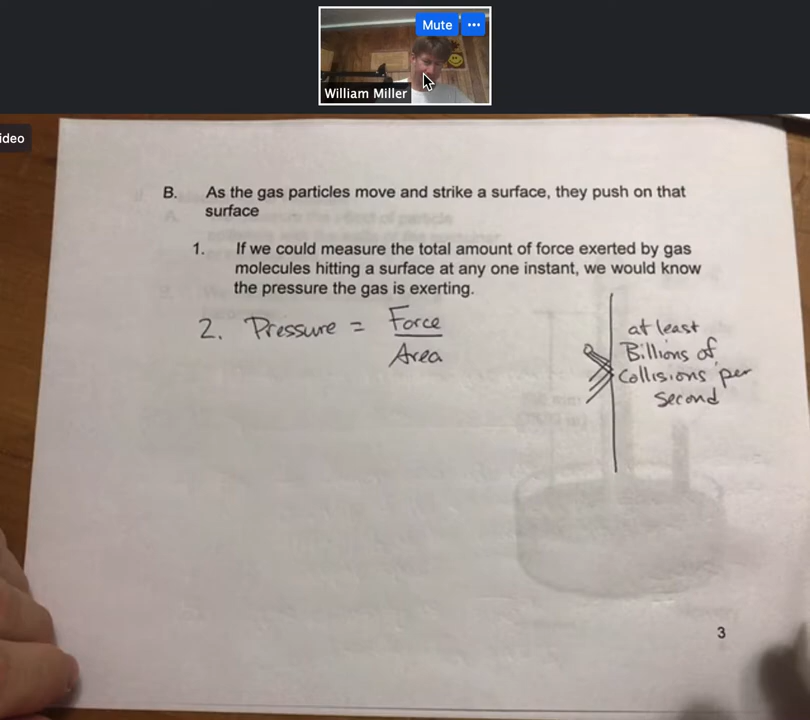 Mute
William Miller
ideo
B. As the gas particles move and strike a surface, they push on that
surface
1. If we could measure the total amount of force exerted by gas
molecules hitting a surface at any one instant, we would know
the pressure the gas is exerting.
2. Pressure = Force
Area
at least
Billions of
Collisions per
second
3